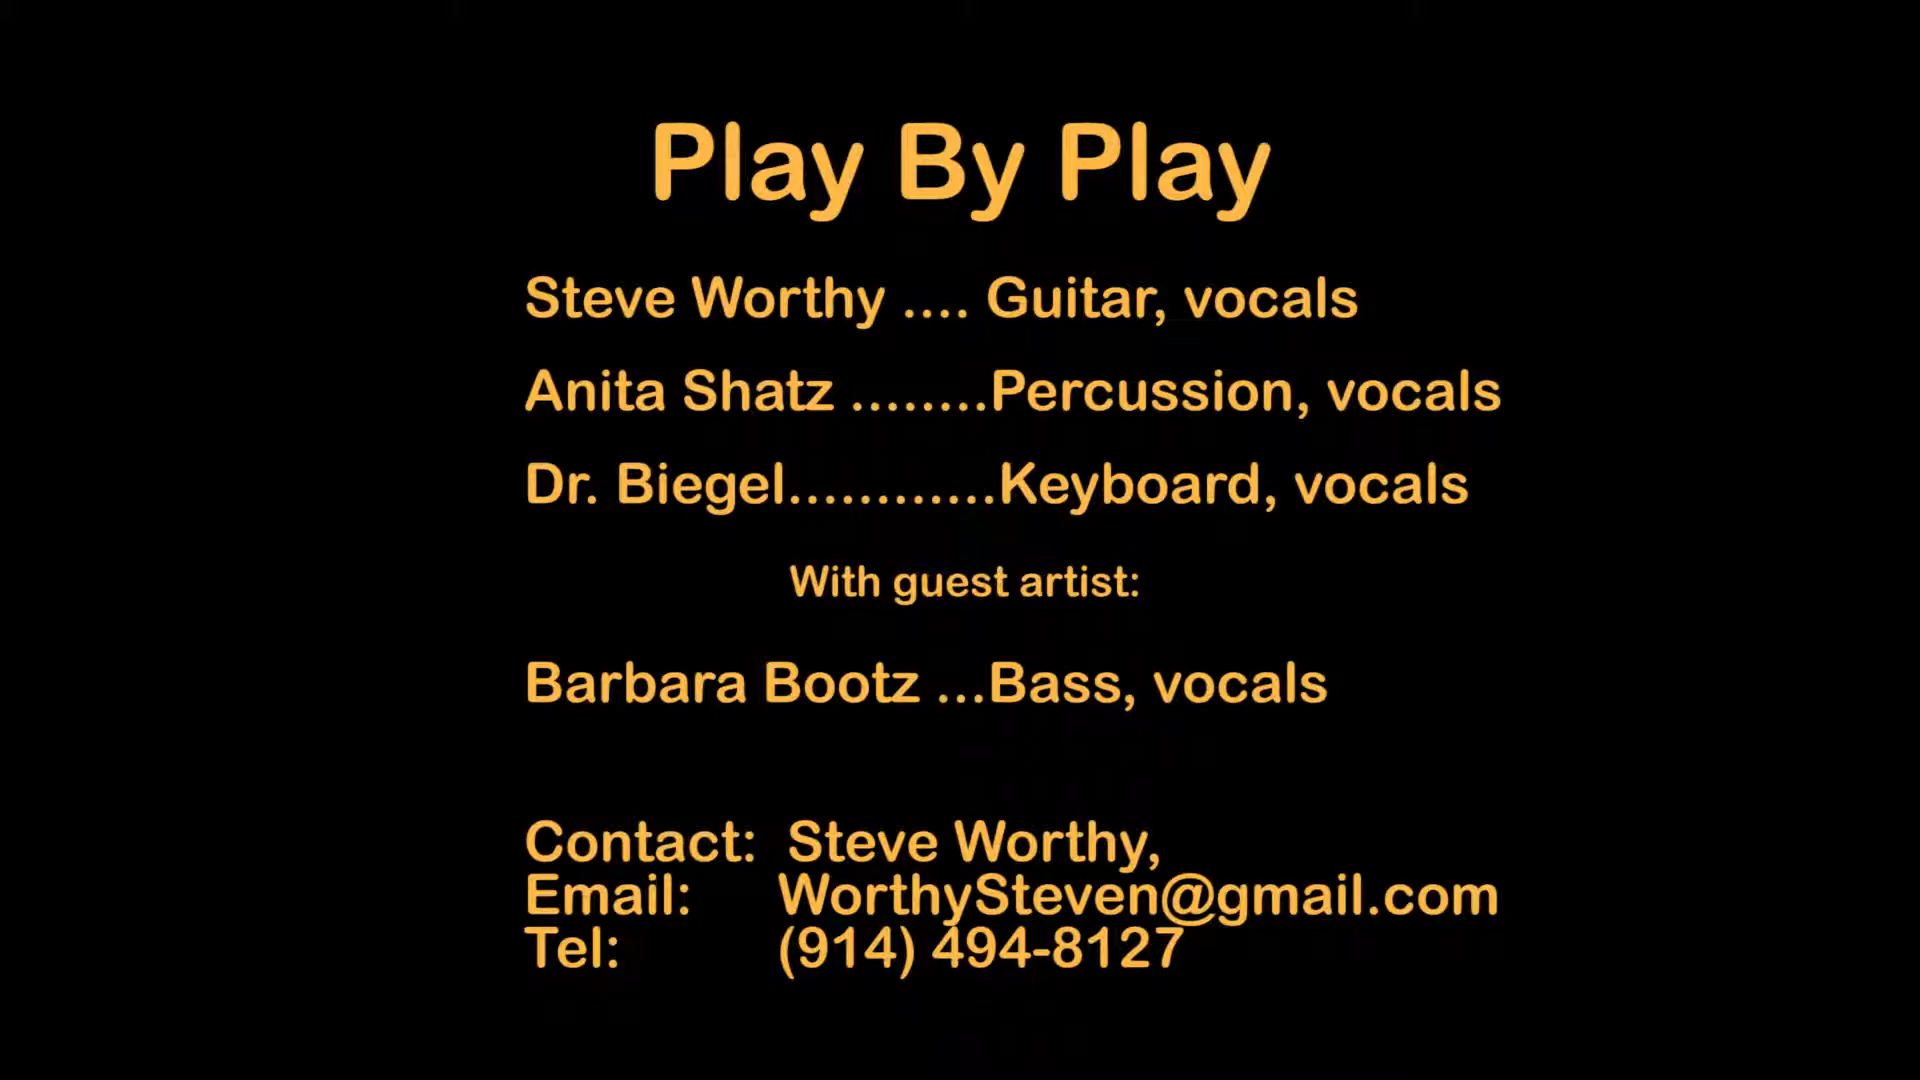 Play By Play
Steve Worthy .... Guitar, vocals
Anita Shatz ........Percussion, vocals
Dr. Biegel............Keyboard, vocals
With guest artist:
Barbara Bootz ...Bass, vocals
Contact: Steve Worthy,
Email: WorthySteven@gmail.com
Tel: (914) 494-8127